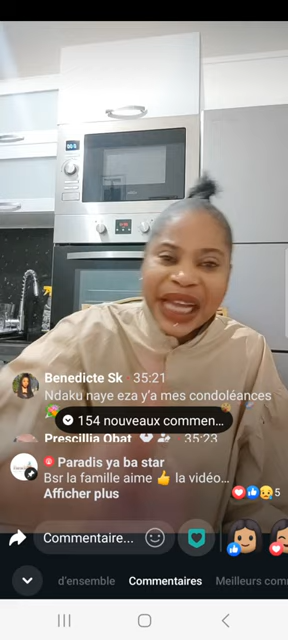 Benedicte Sk 35:21
Ndaku naye eza y'a mes condoléances
154 nouveaux commen...
Prescillia Obat 35:23
Paradis ya ba star
Bsr la famille aime 👍 la vidéo...
Afficher plus
5
Commentaire...
d'ensemble Commentaires Meilleurs com